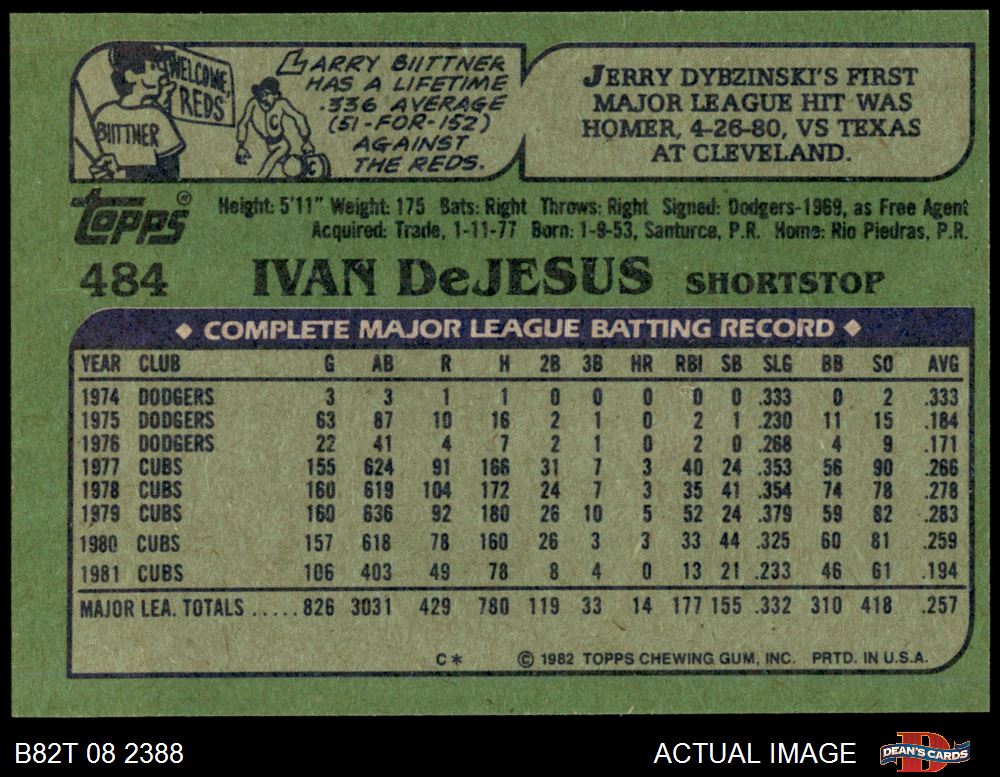 WELCOME,
REDS
BIITTNER
C
LARRY BIITTNER
HAS A LIFETIME
.336 AVERAGE
(51-FOR-152)
AGAINST
THE REDS.
JERRY DYBZINSKI'S FIRST
MAJOR LEAGUE HIT WAS
HOMER, 4-26-80, VS TEXAS
AT CLEVELAND.
Topps®
Height: 5'11" Weight: 175 Bats: Right Throws: Right Signed: Dodgers-1969, as Free Agent
Acquired: Trade, 1-11-77 Born: 1-9-53, Santurce, P.R. Home: Rio Piedras, P.R.
484 IVAN DeJESUS SHORTSTOP
◆ COMPLETE MAJOR LEAGUE BATTING RECORD ◆
YEAR CLUB G AB R H 2B 3B HR RBI SB SLG BB SO AVG
1974 DODGERS 3 3 1 1 0 0 0 0 0 .333 0 2 .333
1975 DODGERS 63 87 10 16 2 1 0 2 1 .230 11 15 .184
1976 DODGERS 22 41 4 7 2 1 0 2 0 .268 4 9 .171
1977 CUBS 155 624 91 166 31 7 3 40 24 .353 56 90 .266
1978 CUBS 160 619 104 172 24 7 3 35 41 .354 74 78 .278
1979 CUBS 160 636 92 180 26 10 5 52 24 .379 59 82 .283
1980 CUBS 157 618 78 160 26 3 3 33 44 .325 60 81 .259
1981 CUBS 106 403 49 78 8 4 0 13 21 .233 46 61 .194
MAJOR LEA. TOTALS ..... 826 3031 429 780 119 33 14 177 155 .332 310 418 .257
C* © 1982 TOPPS CHEWING GUM, INC. PRTD. IN U.S.A.
B82T 08 2388 ACTUAL IMAGE D DEAN'S CARDS